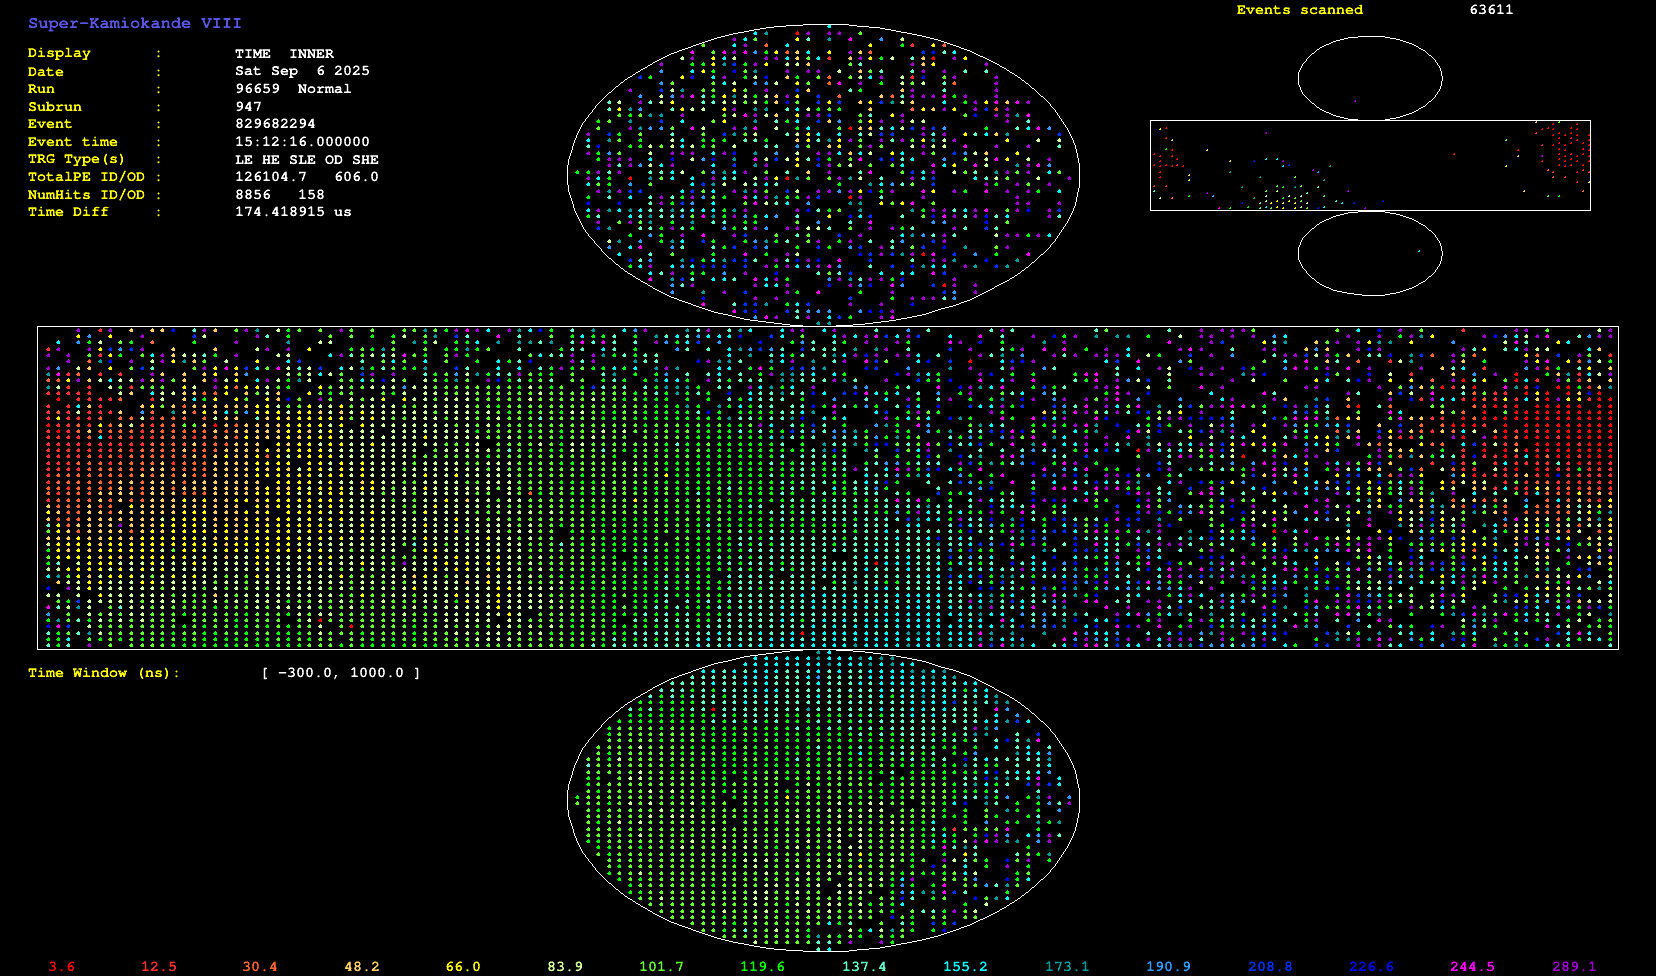 Super-Kamiokande VIII
Display : TIME INNER
Date : Sat Sep 6 2025
Run : 96659 Normal
Subrun : 947
Event : 829682294
Event time : 15:12:16.000000
TRG Type(s) : LE HE SLE OD SHE
TotalPE ID/OD : 126104.7 606.0
NumHits ID/OD : 8856 158
Time Diff : 174.418915 us
Events scanned 63611
Time Window (ns): [ -300.0, 1000.0 ]
3.6 12.5 30.4 48.2 66.0 83.9 101.7 119.6 137.4 155.2 173.1 190.9 208.8 226.6 244.5 289.1